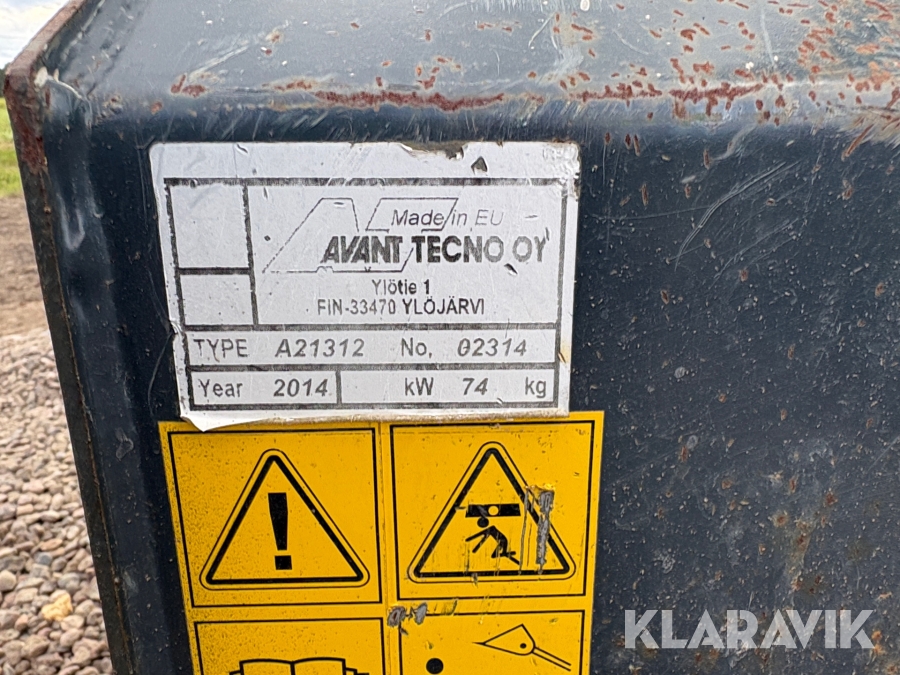 Made in EU
AVANT TECNO OY
Ylötie 1
FIN-33470 YLÖJÄRVI
TYPE A21312 No, 02314
Year 2014 kW 74 kg
KLARAVIK